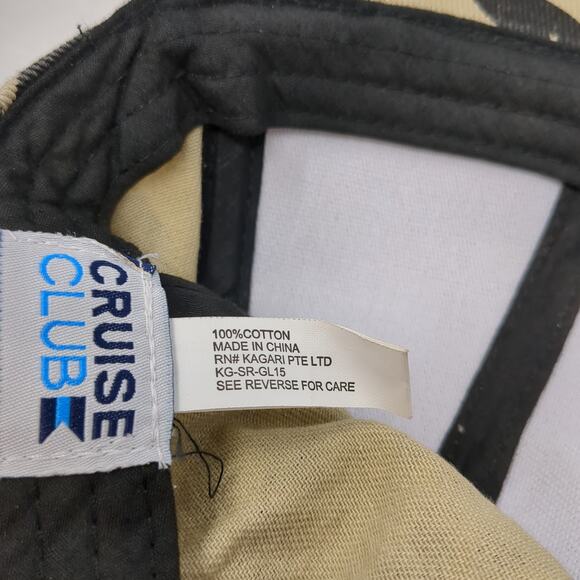 CRUISE
CLUB
100%COTTON
MADE IN CHINA
RN# KAGARI PTE LTD
KG-SR-GL15
SEE REVERSE FOR CARE